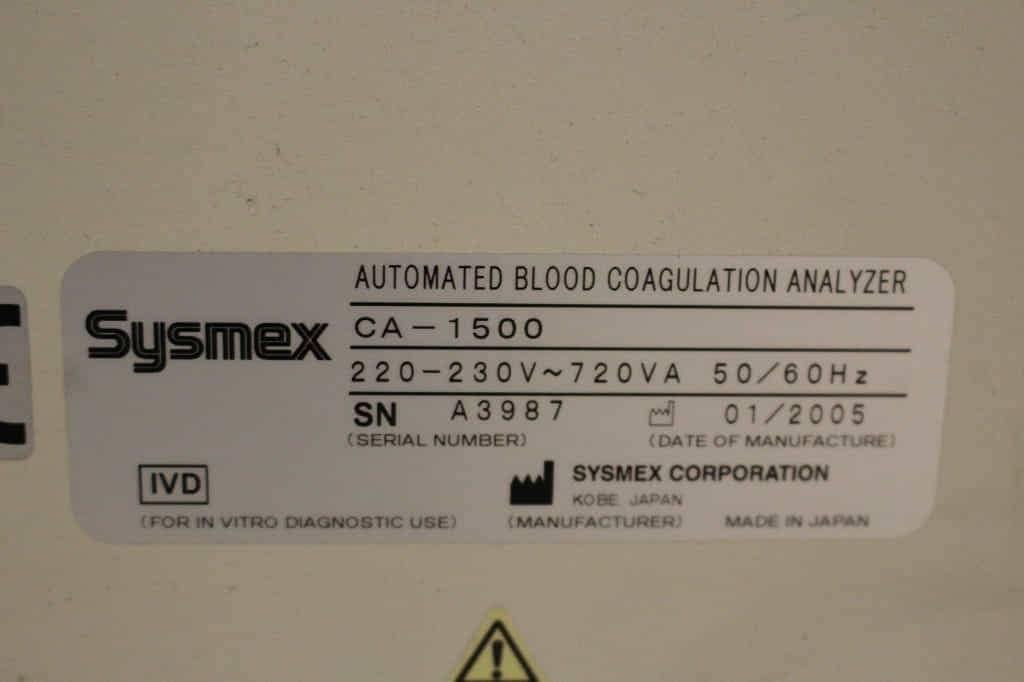 AUTOMATED BLOOD COAGULATION ANALYZER
Sysmex
CA-1500
220-230V~720VA 50/60Hz
SN A3987 01/2005
(SERIAL NUMBER) (DATE OF MANUFACTURE)
IVD
SYSMEX CORPORATION
KOBE JAPAN
(FOR IN VITRO DIAGNOSTIC USE) (MANUFACTURER) MADE IN JAPAN